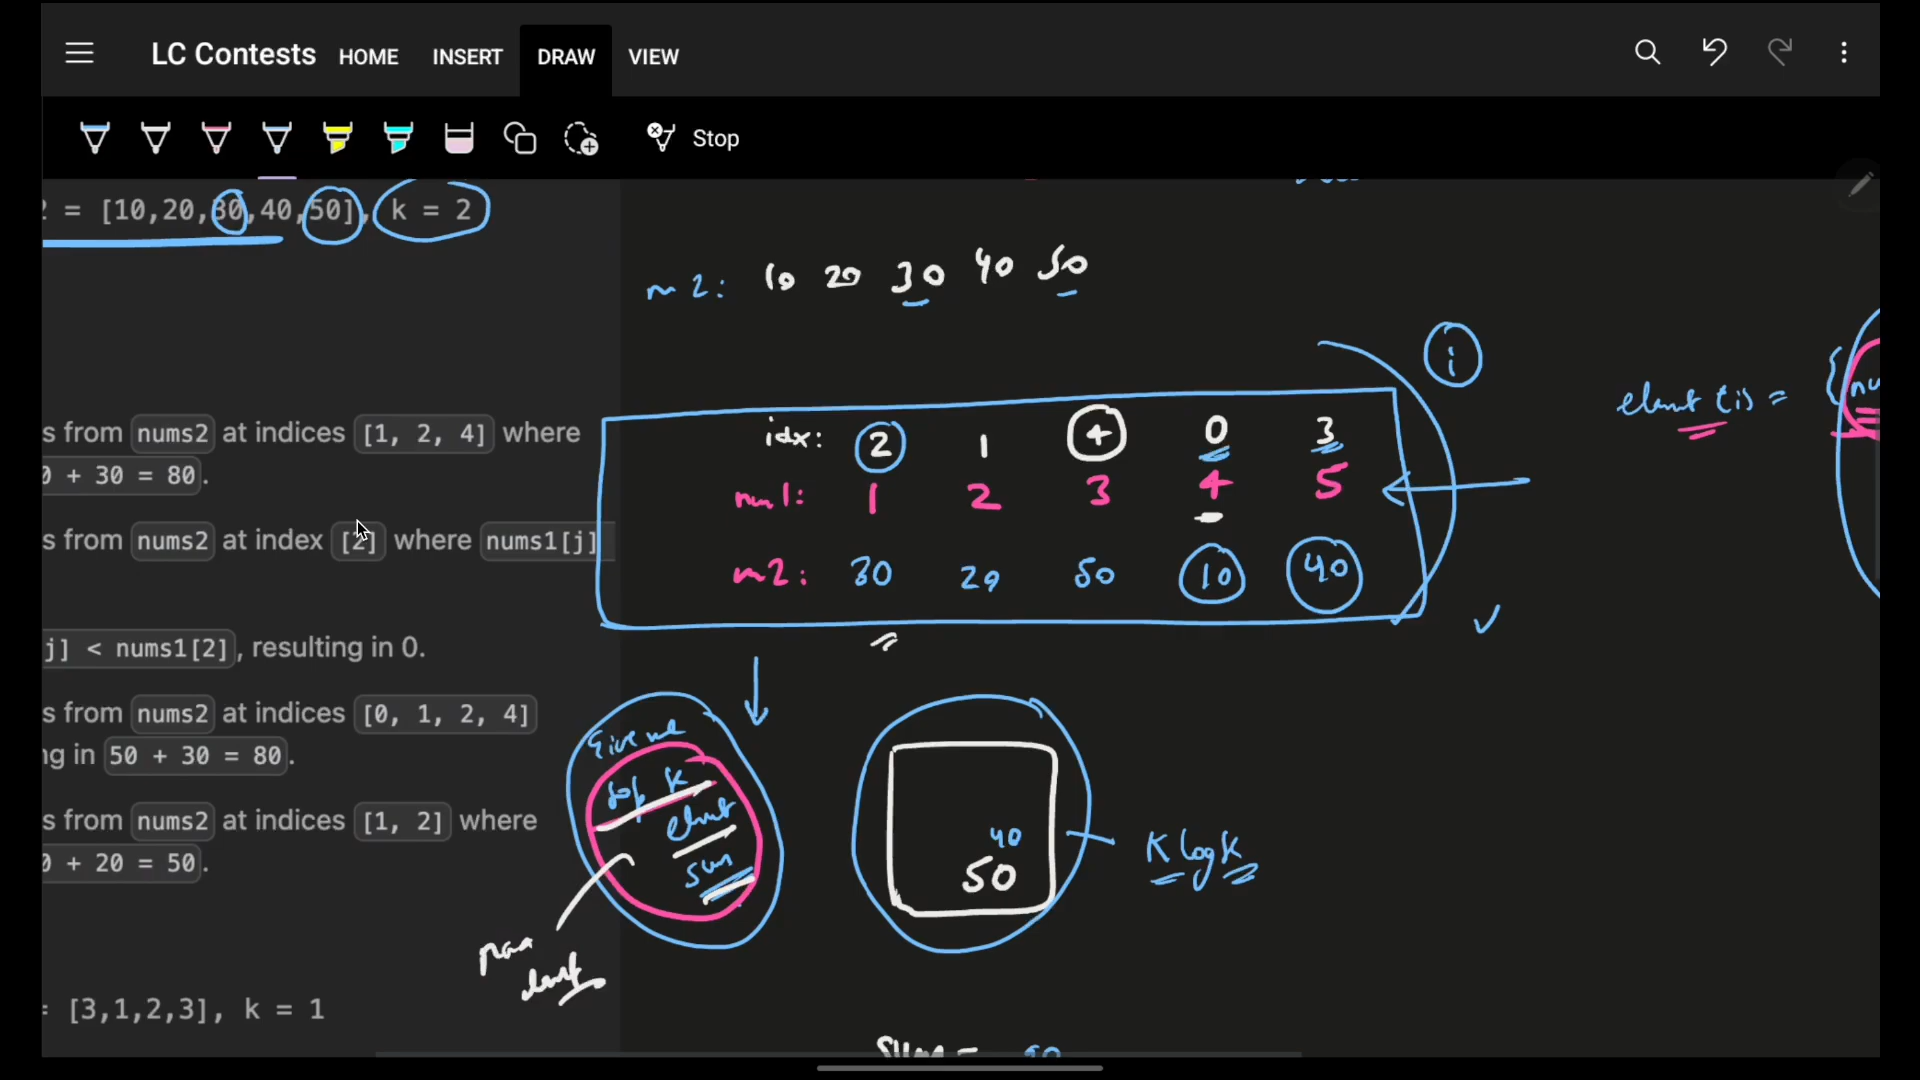 LC Contests HOME INSERT DRAW VIEW
Stop
2 = [10,20,30,40,50], k = 2
n2: 10 20 30 40 50
i
s from nums2 at indices [1, 2, 4] where
0 + 30 = 80.
s from nums2 at index [2] where nums1[j]
j] < nums1[2], resulting in 0.
s from nums2 at indices [0, 1, 2, 4]
ng in 50 + 30 = 80.
s from nums2 at indices [1, 2] where
0 + 20 = 50.
= [3,1,2,3], k = 1
idx: 2 1 4 0 3
num1: 1 2 3 4 5
n2: 30 20 50 10 40
Give me
top k
sum
40
50
K log K
sum =